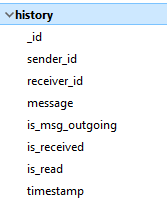 history
_id
sender_id
receiver_id
message
is_msg_outgoing
is_received
is_read
timestamp